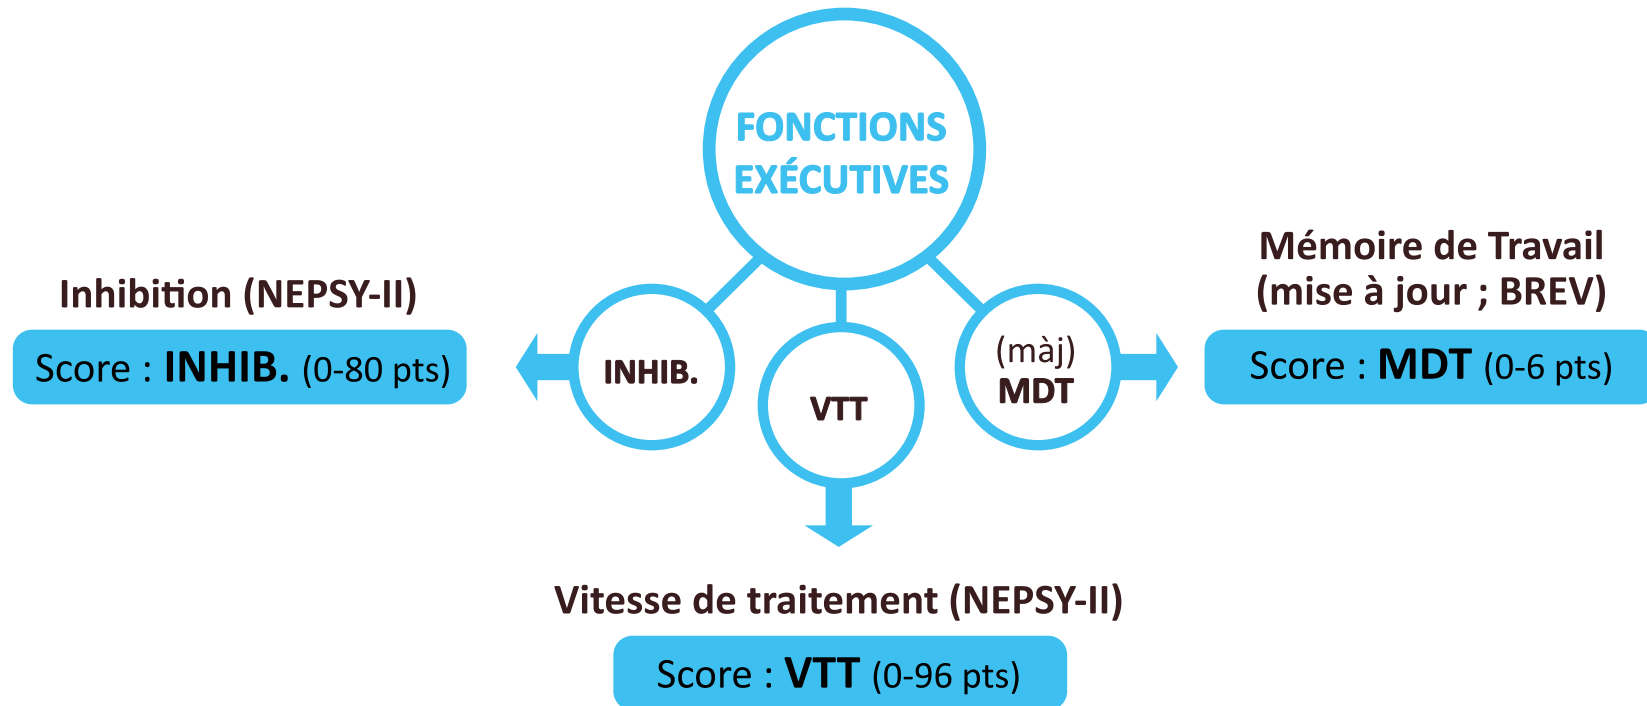 FONCTIONS
EXÉCUTIVES
Inhibition (NEPSY-II)
Score : INHIB. (0-80 pts)
INHIB.
VTT
(màj)
MDT
Mémoire de Travail
(mise à jour ; BREV)
Score : MDT (0-6 pts)
Vitesse de traitement (NEPSY-II)
Score : VTT (0-96 pts)